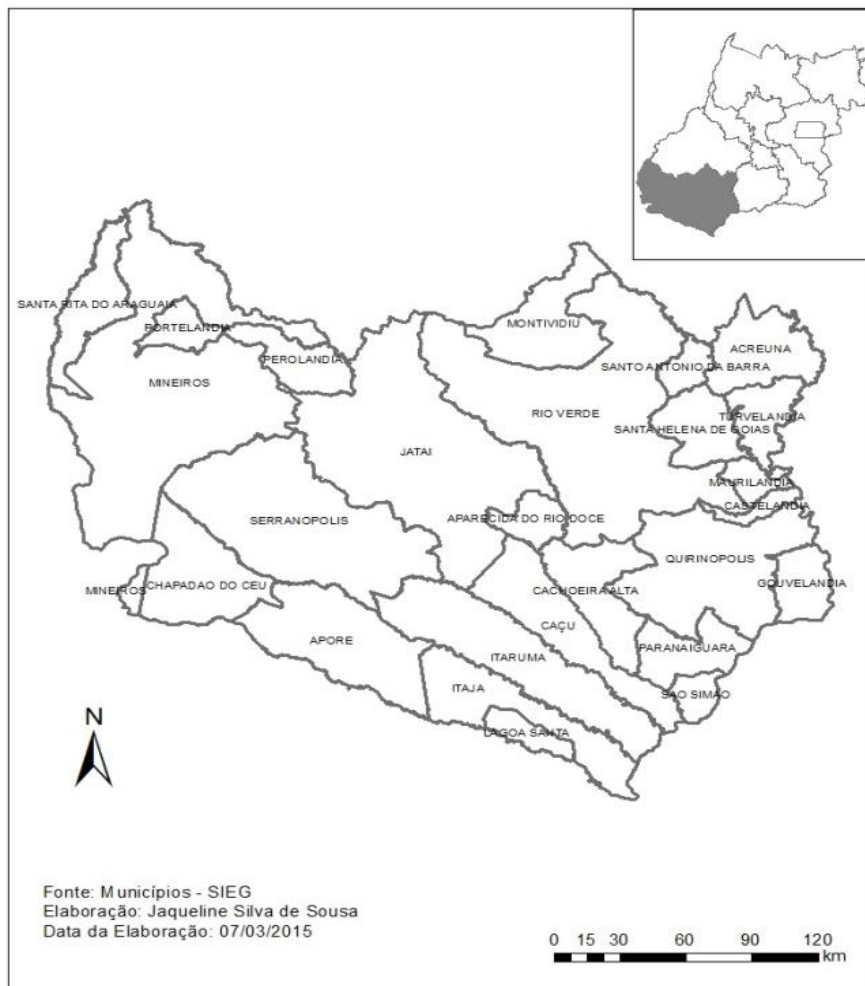 SANTA RITA DO ARAGUAIA
PORTELANDIA
MONTIVIDIU
ACREUNA
PEROLANDIA
SANTO ANTONIO DA BARRA
MINEIROS
RIO VERDE
TURVELANDIA
SANTA HELENA DE GOIAS
JATAI
MAURILANDIA
CASTELANDIA
SERRANOPOLIS
APARECIDA DO RIO DOCE
QUIRINOPOLIS
MINEIROS
CHAPADAO DO CEU
CACHOEIRA ALTA
GOUVELANDIA
CAÇU
APORE
PARANAIGUARA
ITARUMA
ITAJA
SAO SIMAO
LAGOA SANTA
N
Fonte: Municípios - SIEG
Elaboração: Jaqueline Silva de Sousa
Data da Elaboração: 07/03/2015
0 15 30 60 90 120
km